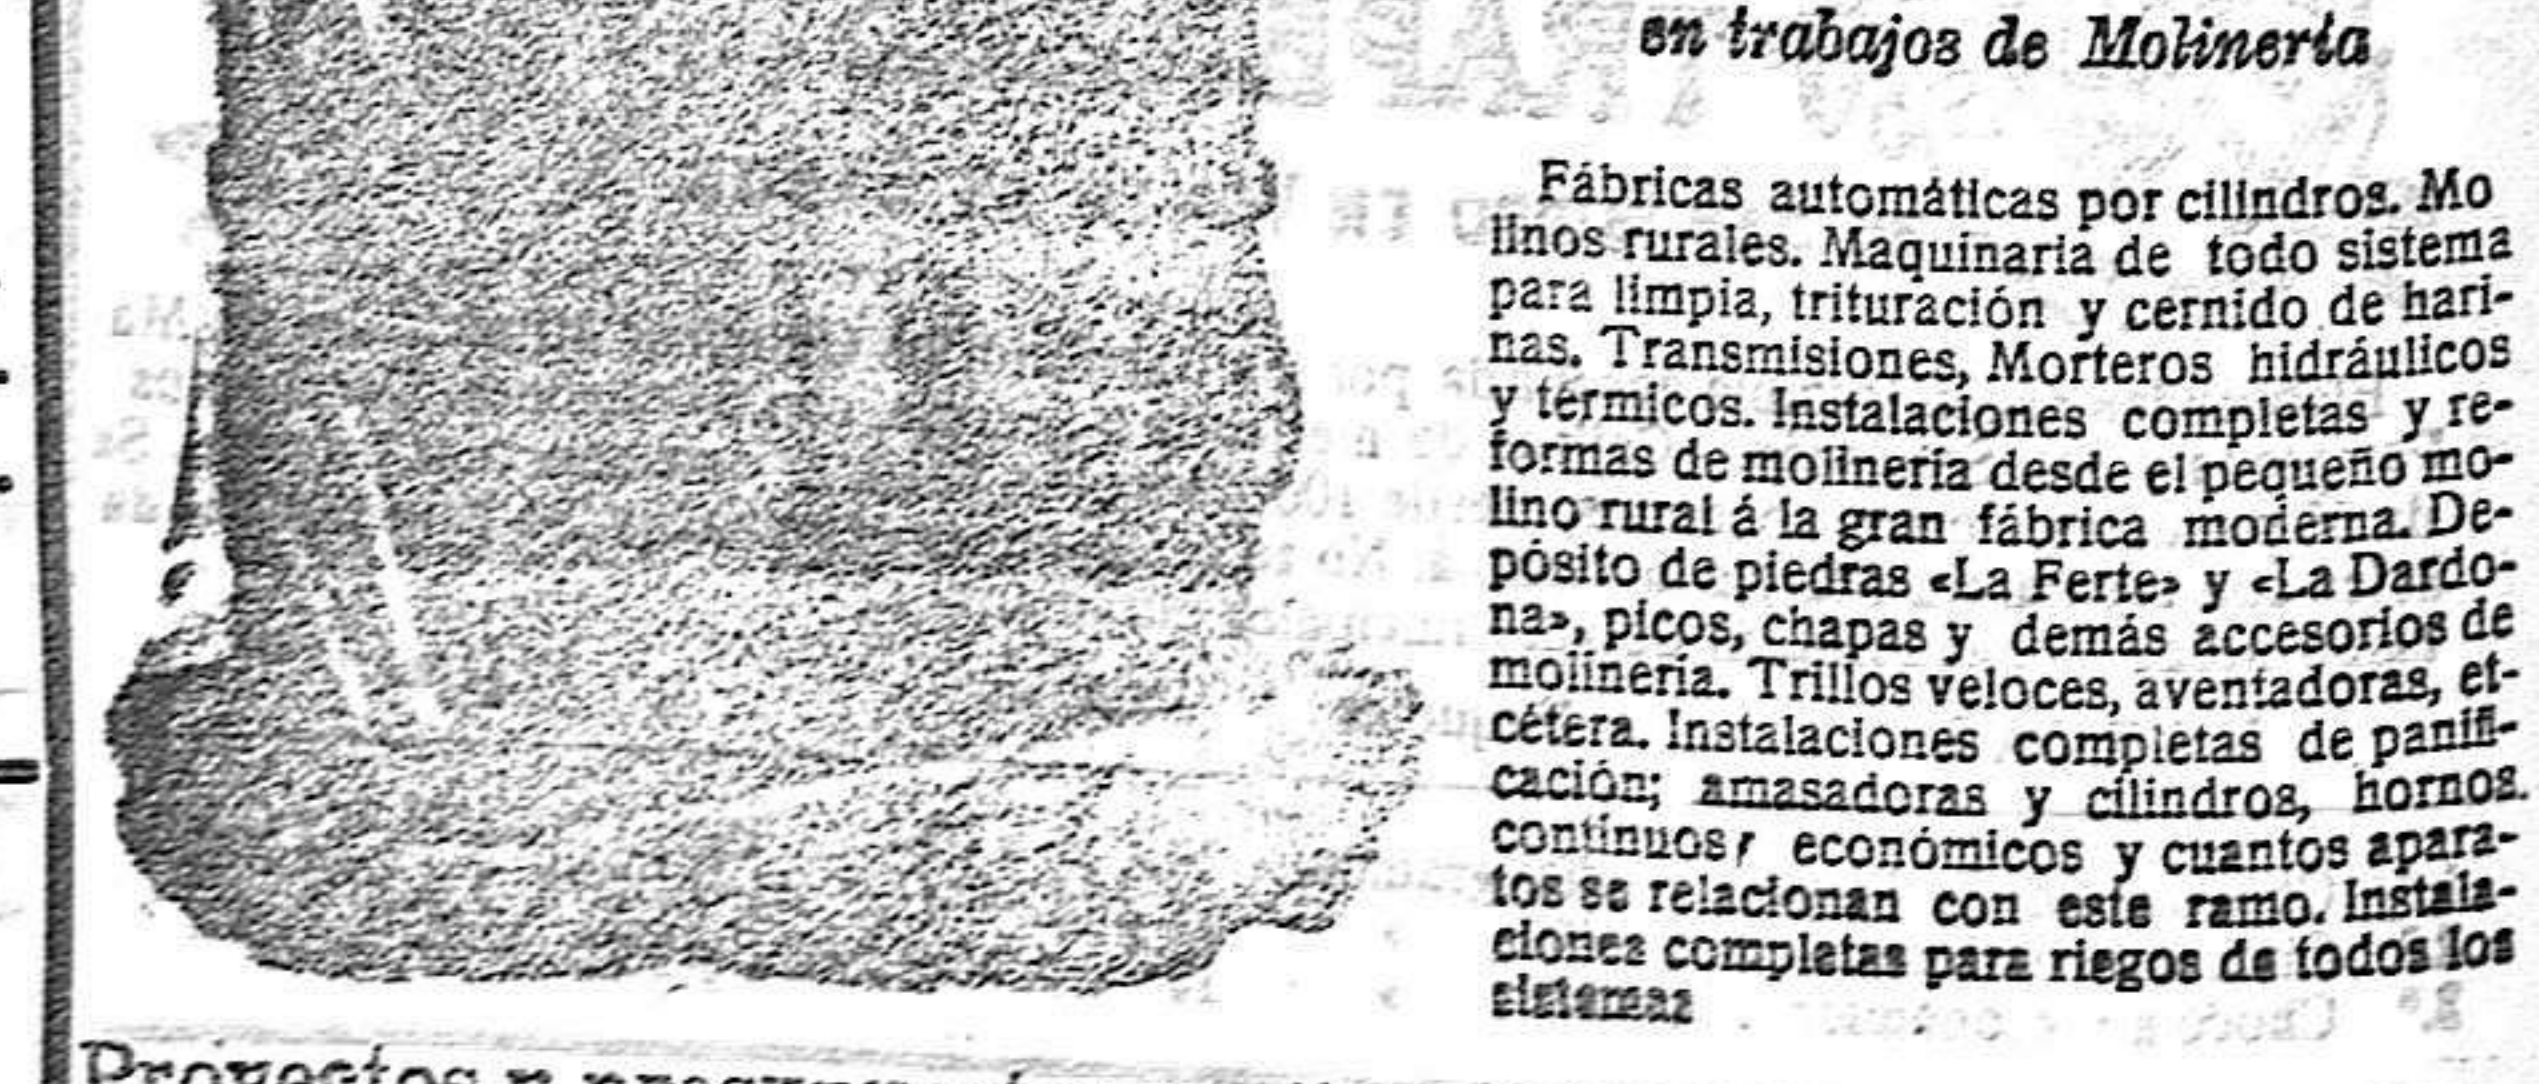 en trabajos de Molinería
Fábricas automáticas por cilindros. Mo
linos rurales. Maquinaria de todo sistema
para limpia, trituración y cernido de hari-
nas. Transmisiones, Morteros hidráulicos
y térmicos. Instalaciones completas y re-
formas de molinería desde el pequeño mo-
lino rural á la gran fábrica moderna. De-
pósito de piedras «La Ferte» y «La Dardo-
na», picos, chapas y demás accesorios de
molinería. Trillos veloces, aventadoras, et-
cétera. Instalaciones completas de panifi-
cación; amasadoras y cilindros, hornos.
contínuos, económicos y cuantos apara-
tos se relacionan con este ramo. Instala-
ciones completas para riegos de todos los
sistemas
Proyectos y